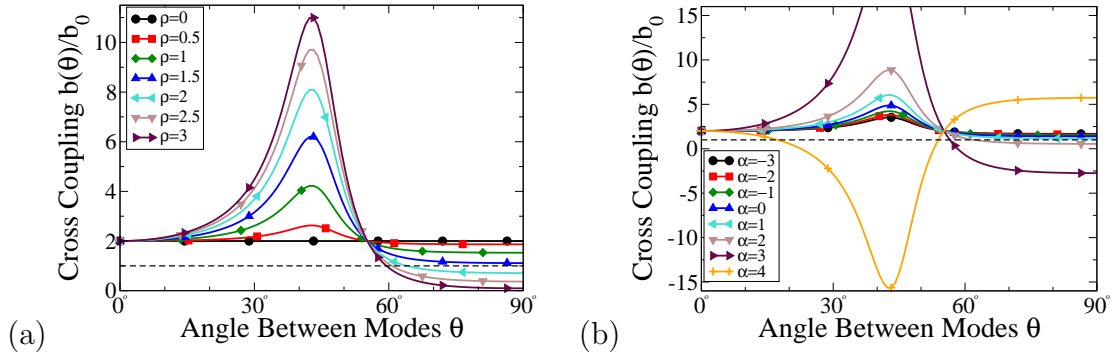 Cross Coupling b(θ)/b0
10
8
6
4
2
0
ρ=0
ρ=0.5
ρ=1
ρ=1.5
ρ=2
ρ=2.5
ρ=3
0° 30° 60° 90°
Angle Between Modes θ
(a)
Cross Coupling b(θ)/b0
15
10
5
0
-5
-10
-15
α=-3
α=-2
α=-1
α=0
α=1
α=2
α=3
α=4
0° 30° 60° 90°
Angle Between Modes θ
(b)